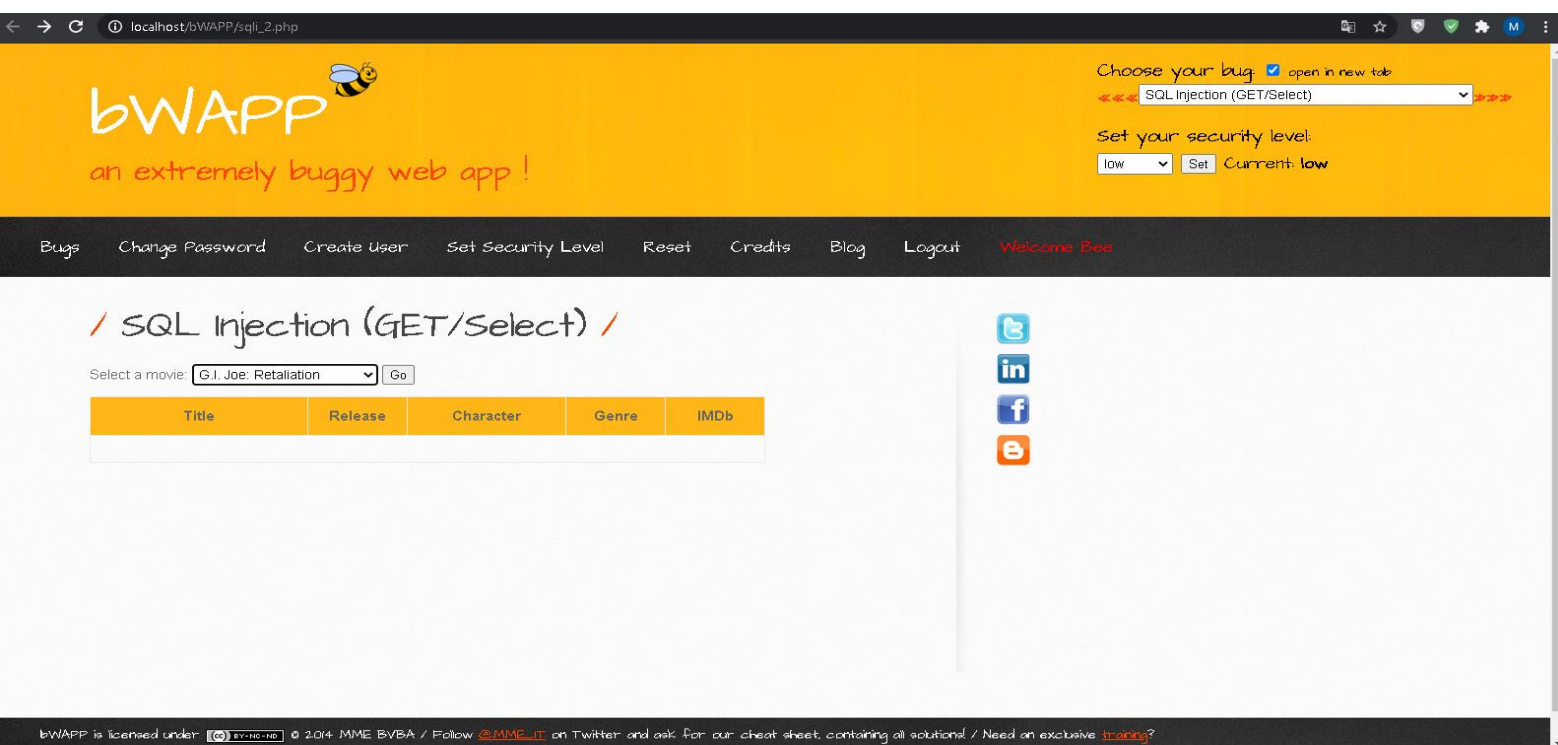 localhost/bWAPP/sqli_2.php
M
bWAPP
an extremely buggy web app !
Choose your bug: open in new tab
<<< SQL Injection (GET/Select) >>>
Set your security level:
low Set Current: low
Bugs Change Password Create User Set Security Level Reset Credits Blog Logout Welcome Bee
/ SQL Injection (GET/Select) /
Select a movie: G.I. Joe: Retaliation Go
Title Release Character Genre IMDb
bWAPP is licensed under (cc) BY-NC-ND © 2014 MME BVBA / Follow @MME_IT on Twitter and ask for our cheat sheet, containing all solutions! / Need an exclusive training?